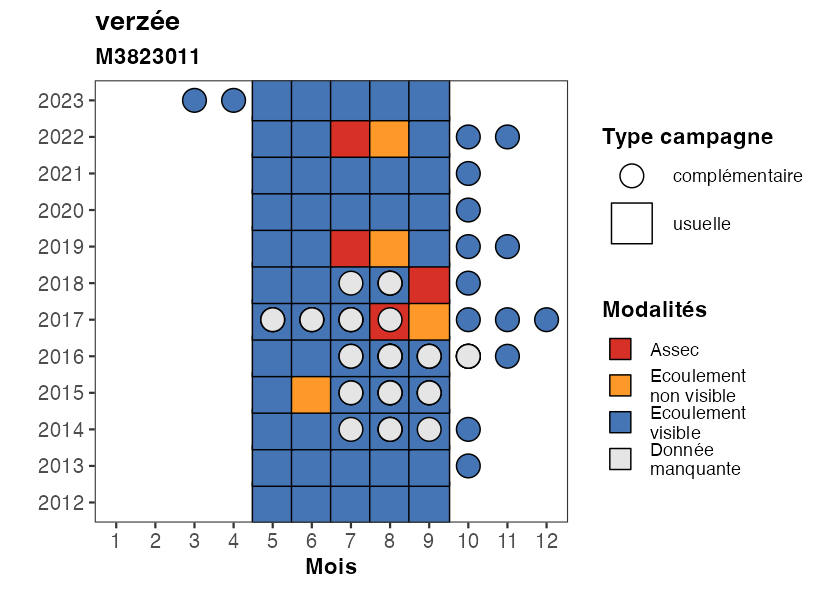 verzée
M3823011
2023
2022
2021
2020
2019
2018
2017
2016
2015
2014
2013
2012
1 2 3 4 5 6 7 8 9 10 11 12
Mois
Type campagne
complémentaire
usuelle
Modalités
Assec
Ecoulement
non visible
Ecoulement
visible
Donnée
manquante